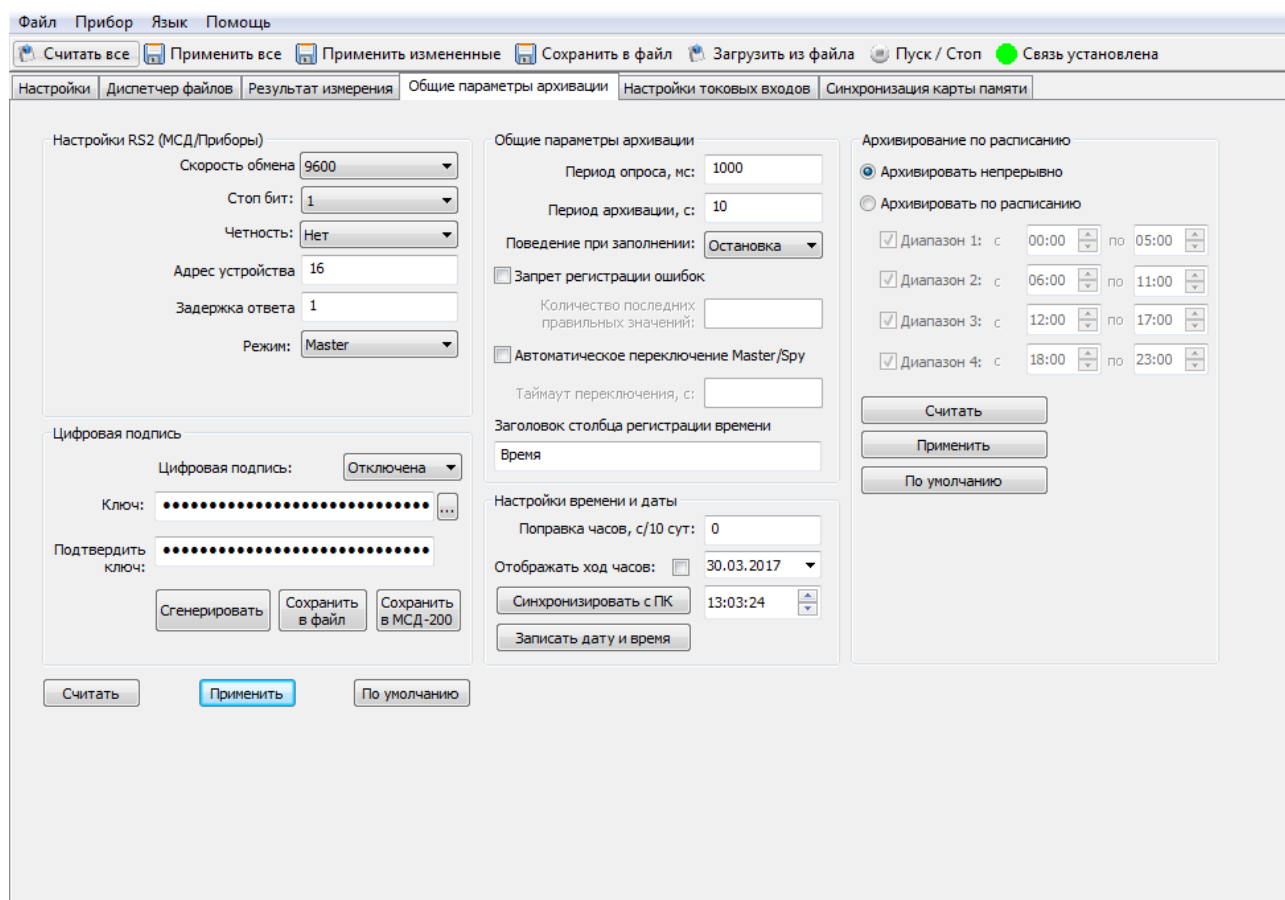 Файл Прибор Язык Помощь
Считать все Применить все Применить измененные Сохранить в файл Загрузить из файла Пуск / Стоп Связь установлена
Настройки Диспетчер файлов Результат измерения Общие параметры архивации Настройки токовых входов Синхронизация карты памяти
Настройки RS2 (МСД/Приборы)
Скорость обмена 9600
Стоп бит: 1
Четность: Нет
Адрес устройства 16
Задержка ответа 1
Режим: Master
Цифровая подпись
Цифровая подпись: Отключена
Ключ: ●●●●●●●●●●●●●●●●●●●●●●●●●●●●● ...
Подтвердить
ключ: ●●●●●●●●●●●●●●●●●●●●●●●●●●●●●
Сгенерировать
Сохранить
в файл
Сохранить
в МСД-200
Считать Применить По умолчанию
Общие параметры архивации
Период опроса, мс: 1000
Период архивации, с: 10
Поведение при заполнении: Остановка
Запрет регистрации ошибок
Количество последних
правильных значений:
Автоматическое переключение Master/Spy
Таймаут переключения, с:
Заголовок столбца регистрации времени
Время
Настройки времени и даты
Поправка часов, с/10 сут: 0
Отображать ход часов: 30.03.2017
Синхронизировать с ПК 13:03:24
Записать дату и время
Архивирование по расписанию
Архивировать непрерывно
Архивировать по расписанию
Диапазон 1: с 00:00 по 05:00
Диапазон 2: с 06:00 по 11:00
Диапазон 3: с 12:00 по 17:00
Диапазон 4: с 18:00 по 23:00
Считать
Применить
По умолчанию